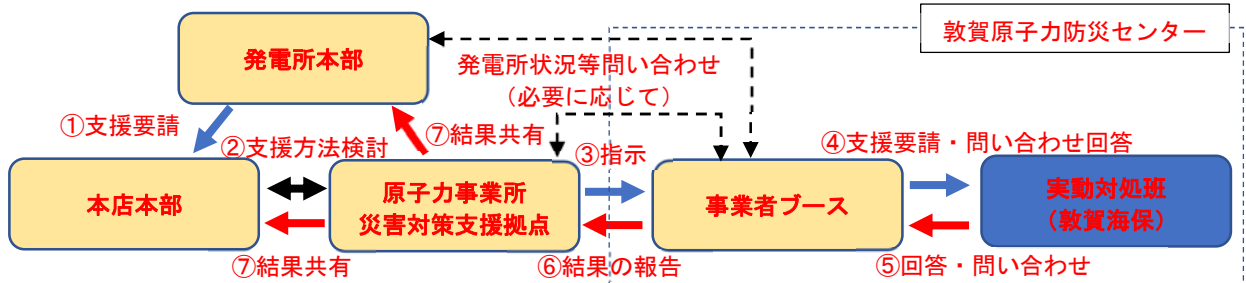 敦賀原子力防災センター
発電所本部
発電所状況等問い合わせ
（必要に応じて）
①支援要請
⑦結果共有
②支援方法検討
③指示
④支援要請・問い合わせ回答
本店本部
原子力事業所
災害対策支援拠点
事業者ブース
実動対処班
（敦賀海保）
⑦結果共有
⑥結果の報告
⑤回答・問い合わせ